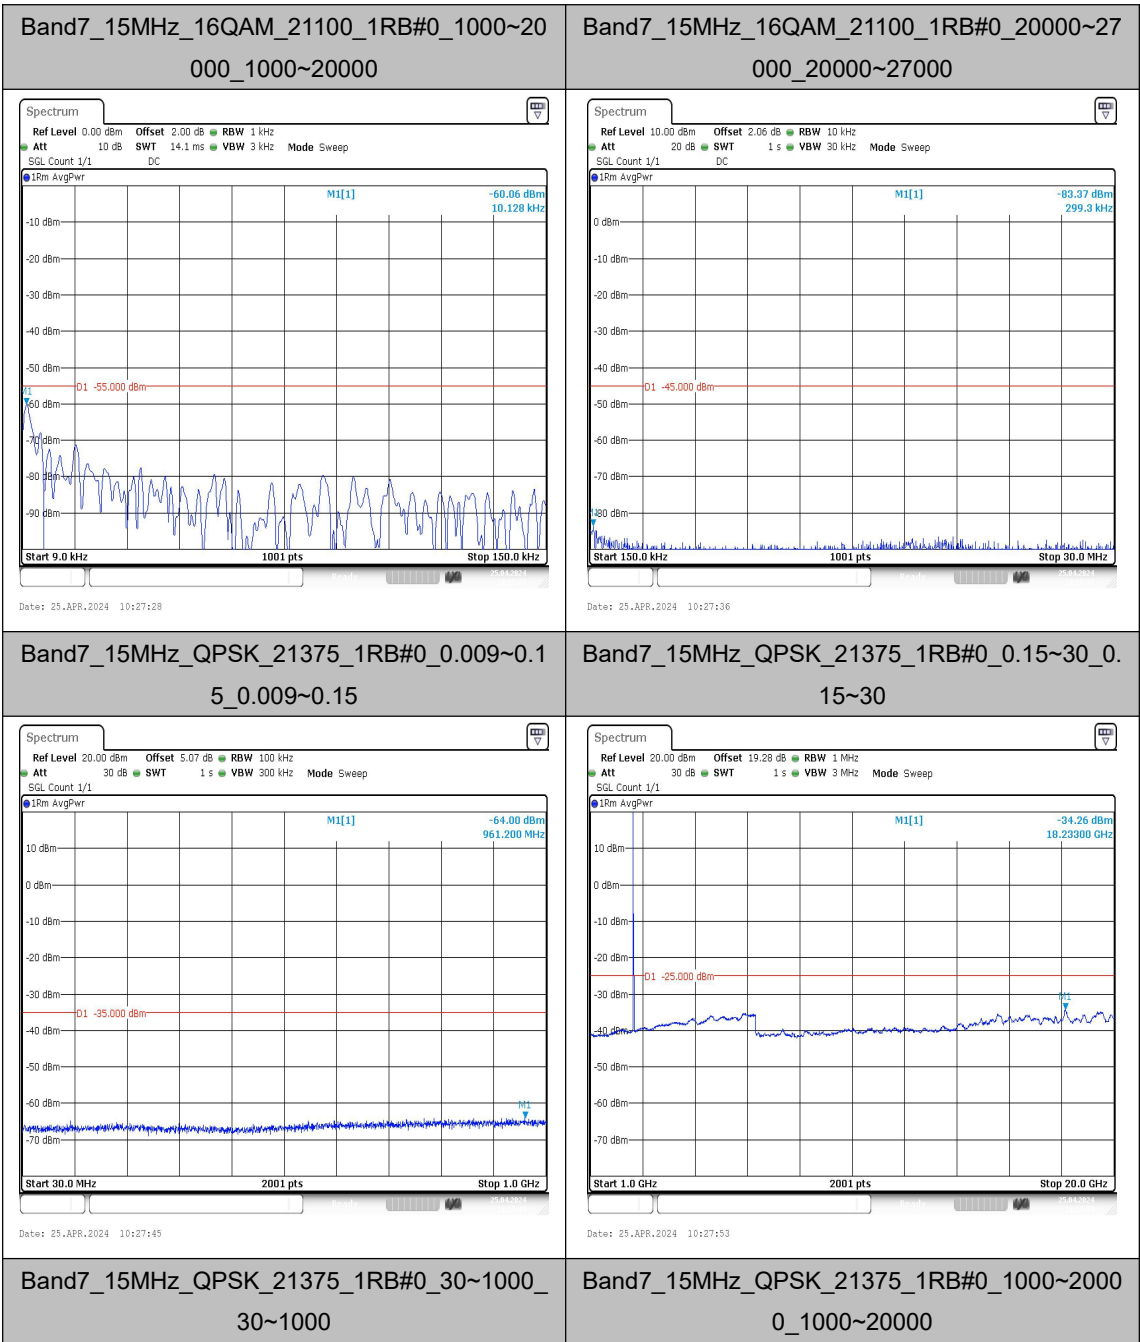 Band7_15MHz_16QAM_21100_1RB#0_1000~20
000_1000~20000
Band7_15MHz_16QAM_21100_1RB#0_20000~27
000_20000~27000
Spectrum
Ref Level 0.00 dBm Offset 2.00 dB RBW 1 kHz
Att 10 dB SWT 14.1 ms VBW 3 kHz Mode Sweep
SGL Count 1/1 DC
1Rm AvgPwr
M1[1] -60.06 dBm
10.128 kHz
-10 dBm
-20 dBm
-30 dBm
-40 dBm
-50 dBm
D1 -55.000 dBm
M1
-60 dBm
-70 dBm
-80 dBm
-90 dBm
Start 9.0 kHz 1001 pts Stop 150.0 kHz
25.04.2024
Date: 25.APR.2024 10:27:28
Spectrum
Ref Level 10.00 dBm Offset 2.06 dB RBW 10 kHz
Att 20 dB SWT 1 s VBW 30 kHz Mode Sweep
SGL Count 1/1 DC
1Rm AvgPwr
M1[1] -83.37 dBm
299.3 kHz
0 dBm
-10 dBm
-20 dBm
-30 dBm
-40 dBm
D1 -45.000 dBm
-50 dBm
-60 dBm
-70 dBm
-80 dBm
Start 150.0 kHz 1001 pts Stop 30.0 MHz
25.04.2024
Date: 25.APR.2024 10:27:36
Band7_15MHz_QPSK_21375_1RB#0_0.009~0.1
5_0.009~0.15
Band7_15MHz_QPSK_21375_1RB#0_0.15~30_0.
15~30
Spectrum
Ref Level 20.00 dBm Offset 5.07 dB RBW 100 kHz
Att 30 dB SWT 1 s VBW 300 kHz Mode Sweep
SGL Count 1/1
1Rm AvgPwr
M1[1] -64.00 dBm
961.200 MHz
10 dBm
0 dBm
-10 dBm
-20 dBm
-30 dBm
D1 -35.000 dBm
-40 dBm
-50 dBm
-60 dBm
M1
-70 dBm
Start 30.0 MHz 2001 pts Stop 1.0 GHz
25.04.2024
Date: 25.APR.2024 10:27:45
Spectrum
Ref Level 20.00 dBm Offset 19.28 dB RBW 1 MHz
Att 30 dB SWT 1 s VBW 3 MHz Mode Sweep
SGL Count 1/1
1Rm AvgPwr
M1[1] -34.26 dBm
18.23300 GHz
10 dBm
0 dBm
-10 dBm
-20 dBm
D1 -25.000 dBm
-30 dBm
M1
-40 dBm
-50 dBm
-60 dBm
-70 dBm
Start 1.0 GHz 2001 pts Stop 20.0 GHz
25.04.2024
Date: 25.APR.2024 10:27:53
Band7_15MHz_QPSK_21375_1RB#0_30~1000_
30~1000
Band7_15MHz_QPSK_21375_1RB#0_1000~2000
0_1000~20000